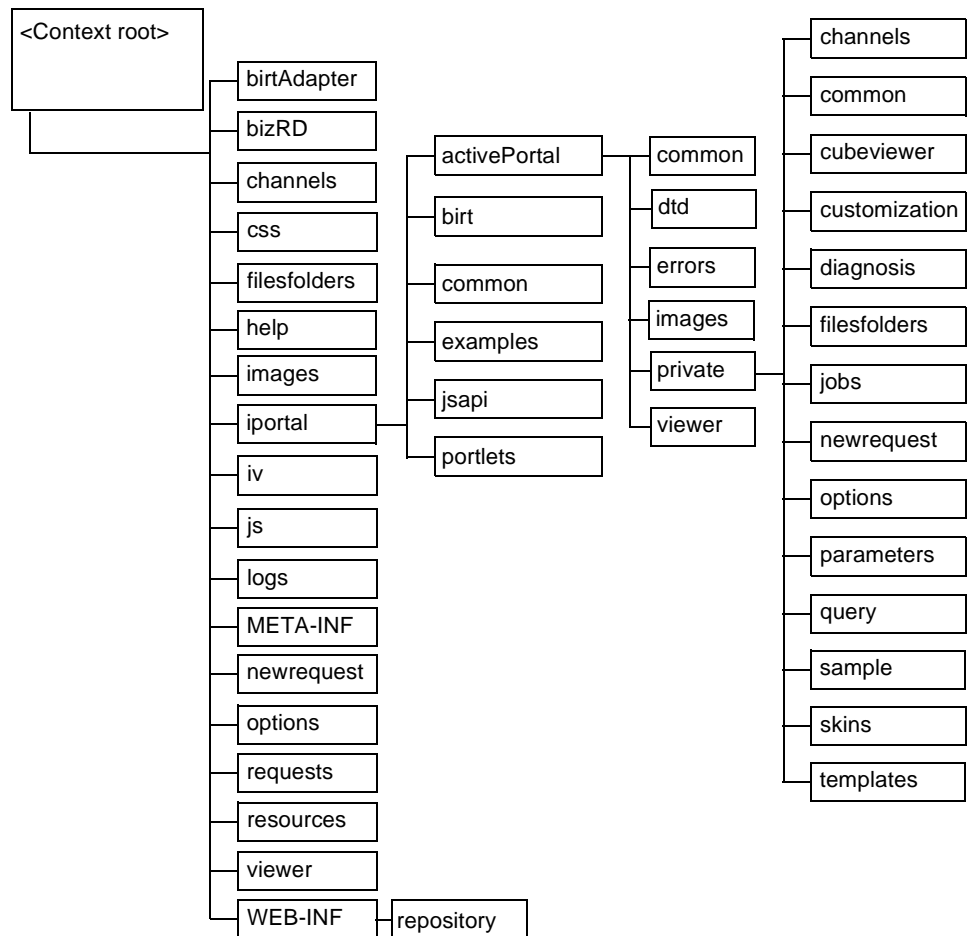 <Context root>
birtAdapter
bizRD
channels
css
filesfolders
help
images
iportal
iv
js
logs
META-INF
newrequest
options
requests
resources
viewer
WEB-INF
repository
activePortal
birt
common
examples
jsapi
portlets
common
dtd
errors
images
private
viewer
channels
common
cubeviewer
customization
diagnosis
filesfolders
jobs
newrequest
options
parameters
query
sample
skins
templates